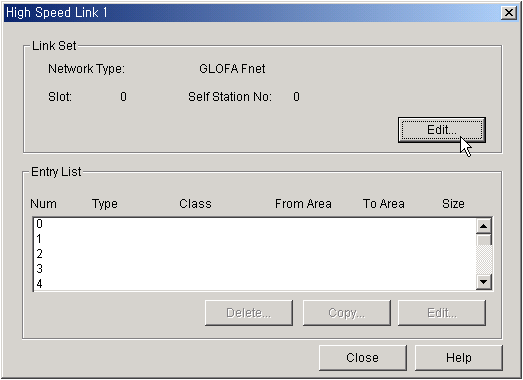 High Speed Link 1
Link Set
Network Type: GLOFA Fnet
Slot: 0 Self Station No: 0
Edit...
Entry List
Num Type Class From Area To Area Size
0
1
2
3
4
Delete... Copy... Edit...
Close Help